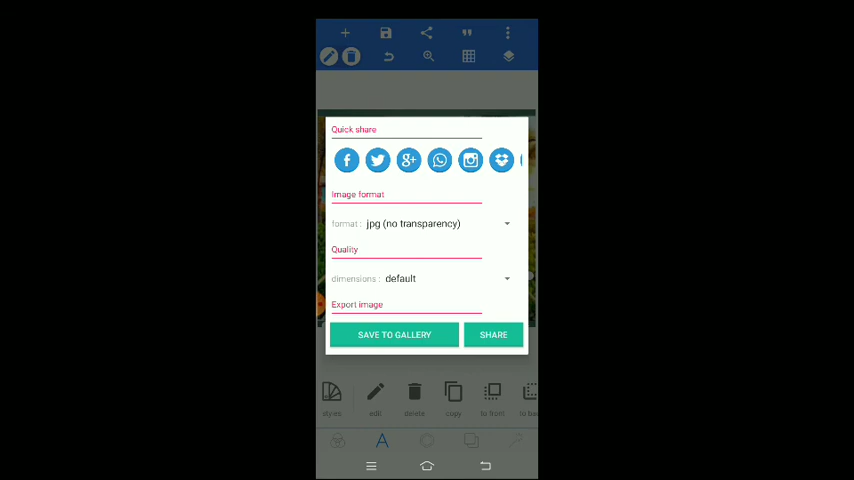 Quick share
Image format
format : jpg (no transparency)
Quality
dimensions : default
Export image
SAVE TO GALLERY SHARE
styles edit delete copy to front